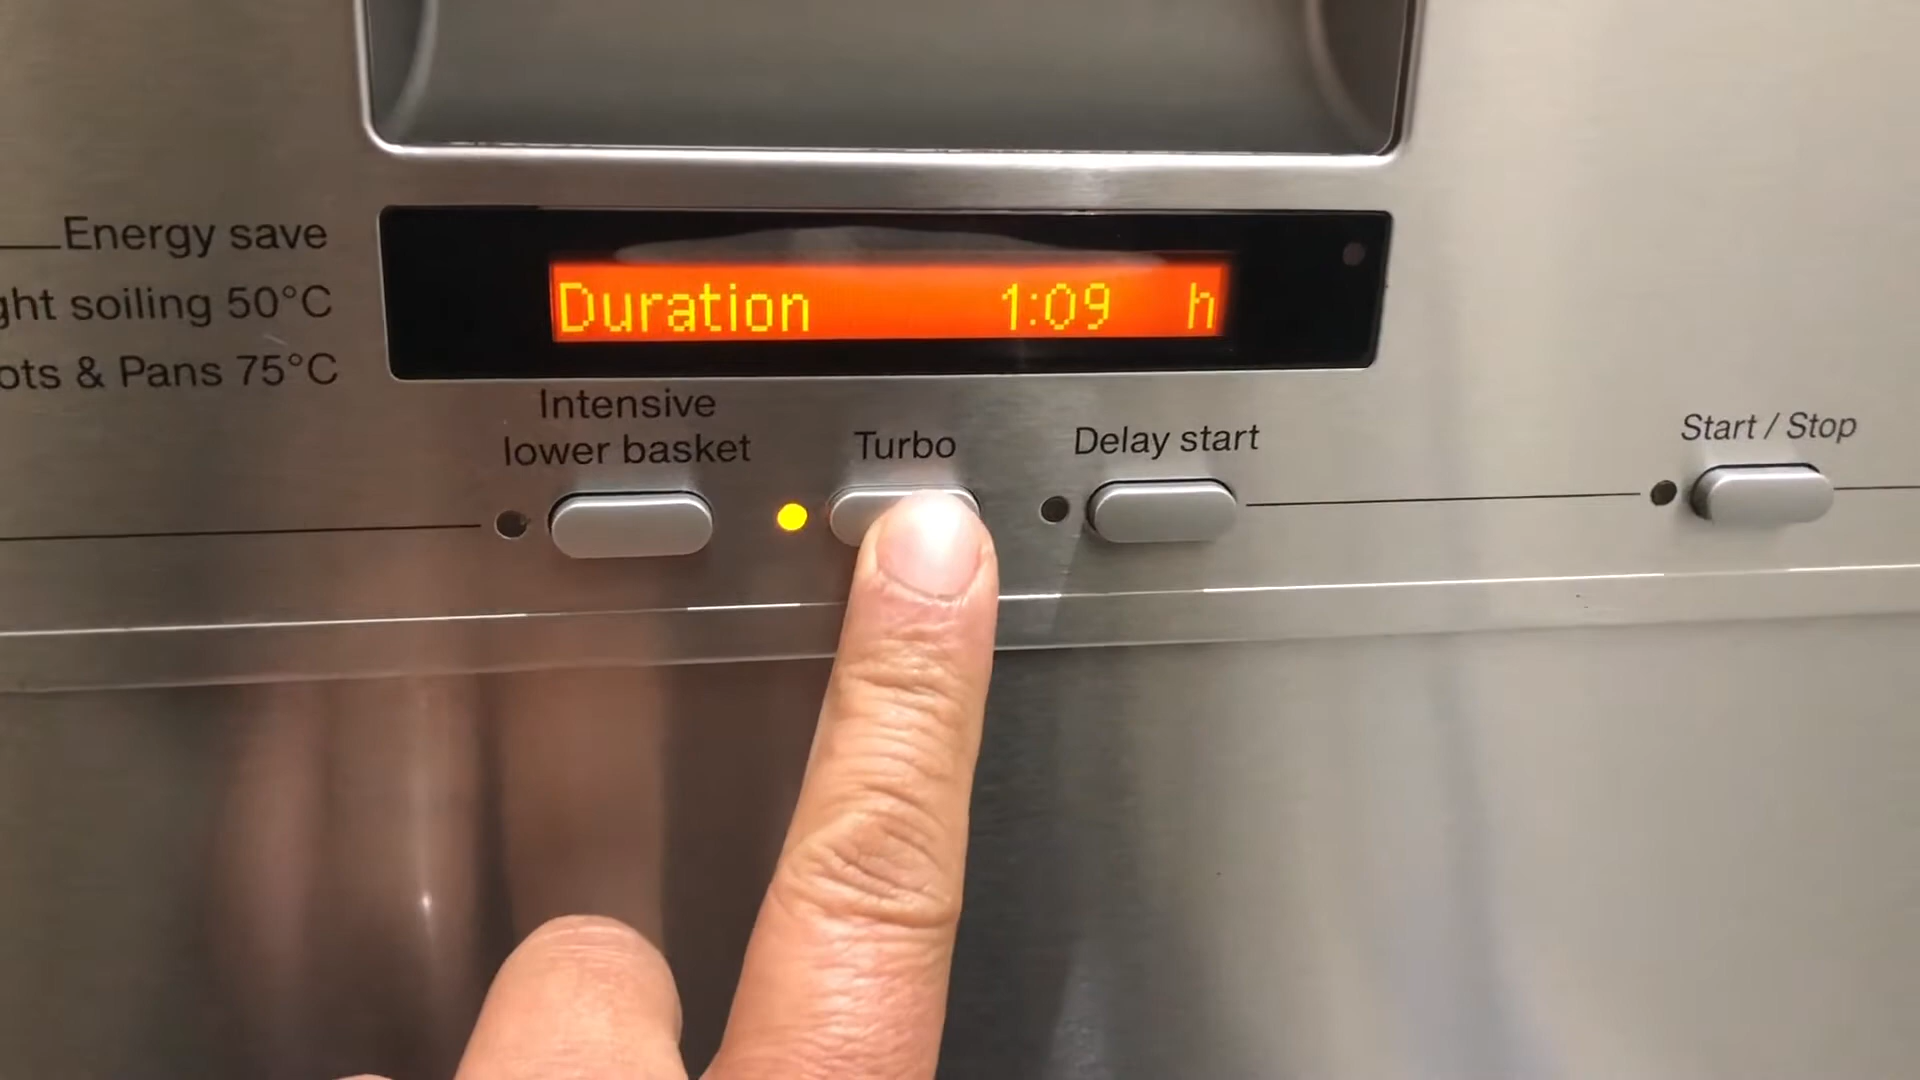 Energy save
ght soiling 50°C
ots & Pans 75°C
Duration 1:09 h
Intensive
lower basket
Turbo
Delay start
Start / Stop